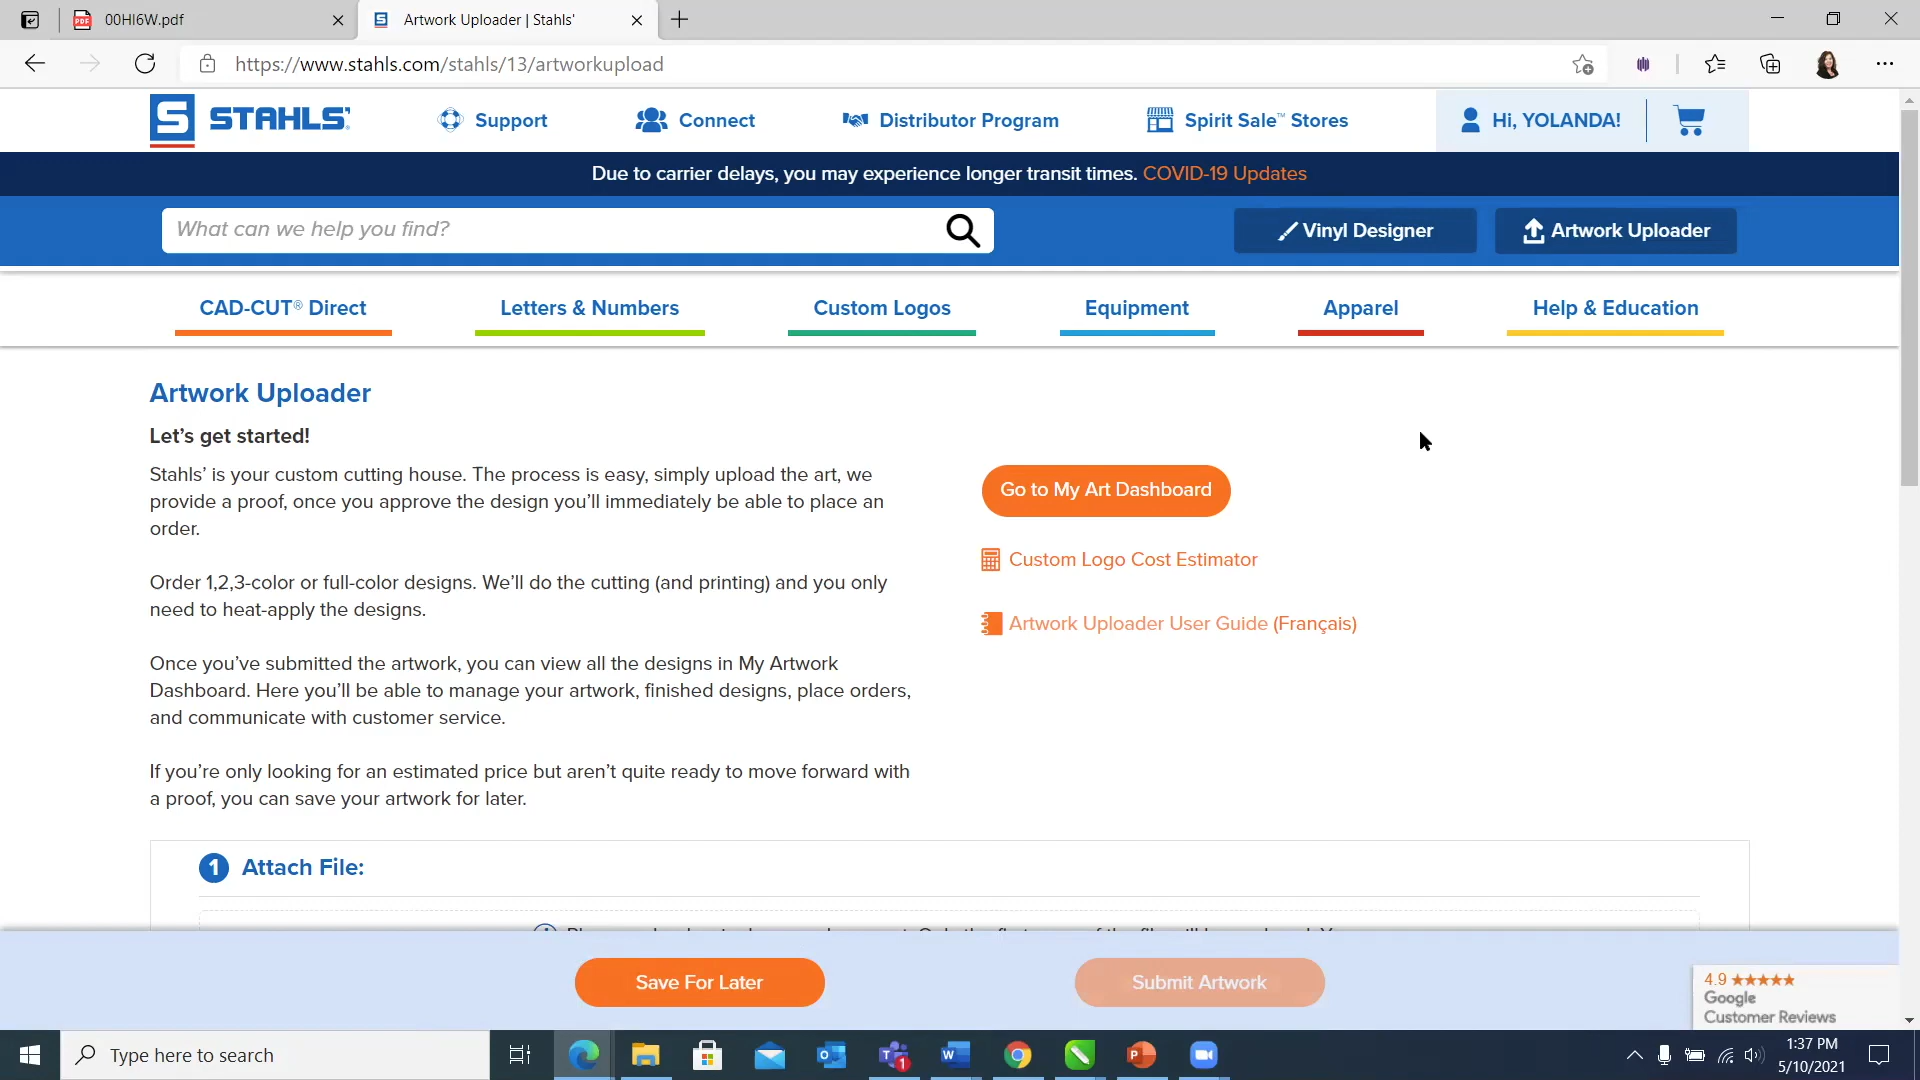 00HI6W.pdf
Artwork Uploader | Stahls'
https://www.stahls.com/stahls/13/artworkupload
STAHLS'
Support
Connect
Distributor Program
Spirit Sale™ Stores
Hi, YOLANDA!
Due to carrier delays, you may experience longer transit times. COVID-19 Updates
What can we help you find?
Vinyl Designer
Artwork Uploader
CAD-CUT® Direct
Letters & Numbers
Custom Logos
Equipment
Apparel
Help & Education
Artwork Uploader
Let's get started!
Stahls' is your custom cutting house. The process is easy, simply upload the art, we
provide a proof, once you approve the design you'll immediately be able to place an
order.
Order 1,2,3-color or full-color designs. We'll do the cutting (and printing) and you only
need to heat-apply the designs.
Once you've submitted the artwork, you can view all the designs in My Artwork
Dashboard. Here you'll be able to manage your artwork, finished designs, place orders,
and communicate with customer service.
If you're only looking for an estimated price but aren't quite ready to move forward with
a proof, you can save your artwork for later.
Go to My Art Dashboard
Custom Logo Cost Estimator
Artwork Uploader User Guide (Français)
1 Attach File:
Save For Later
Submit Artwork
4.9 ★★★★★
Google
Customer Reviews
Type here to search
1:37 PM
5/10/2021